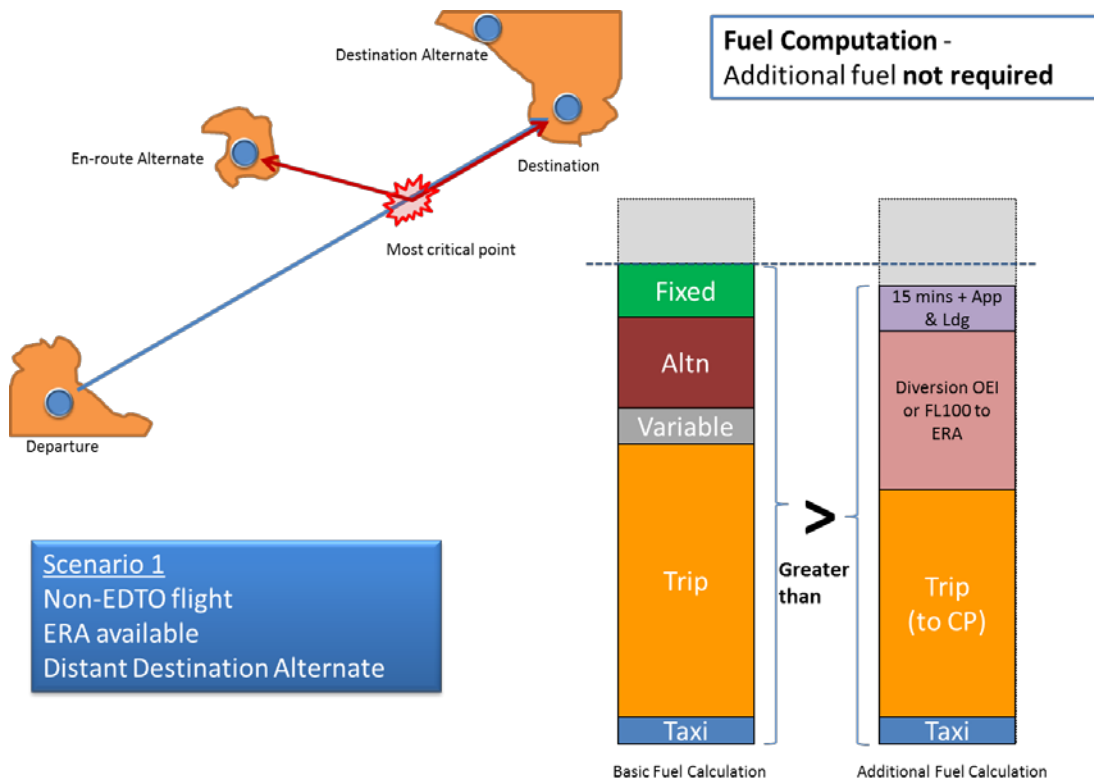 Fuel Computation -
Additional fuel not required
Destination Alternate
En-route Alternate
Destination
Most critical point
Departure
Scenario 1
Non-EDTO flight
ERA available
Distant Destination Alternate
Fixed
Altn
Variable
Trip
Taxi
Basic Fuel Calculation
>
Greater
than
15 mins + App
& Ldg
Diversion OEI
or FL100 to
ERA
Trip
(to CP)
Taxi
Additional Fuel Calculation